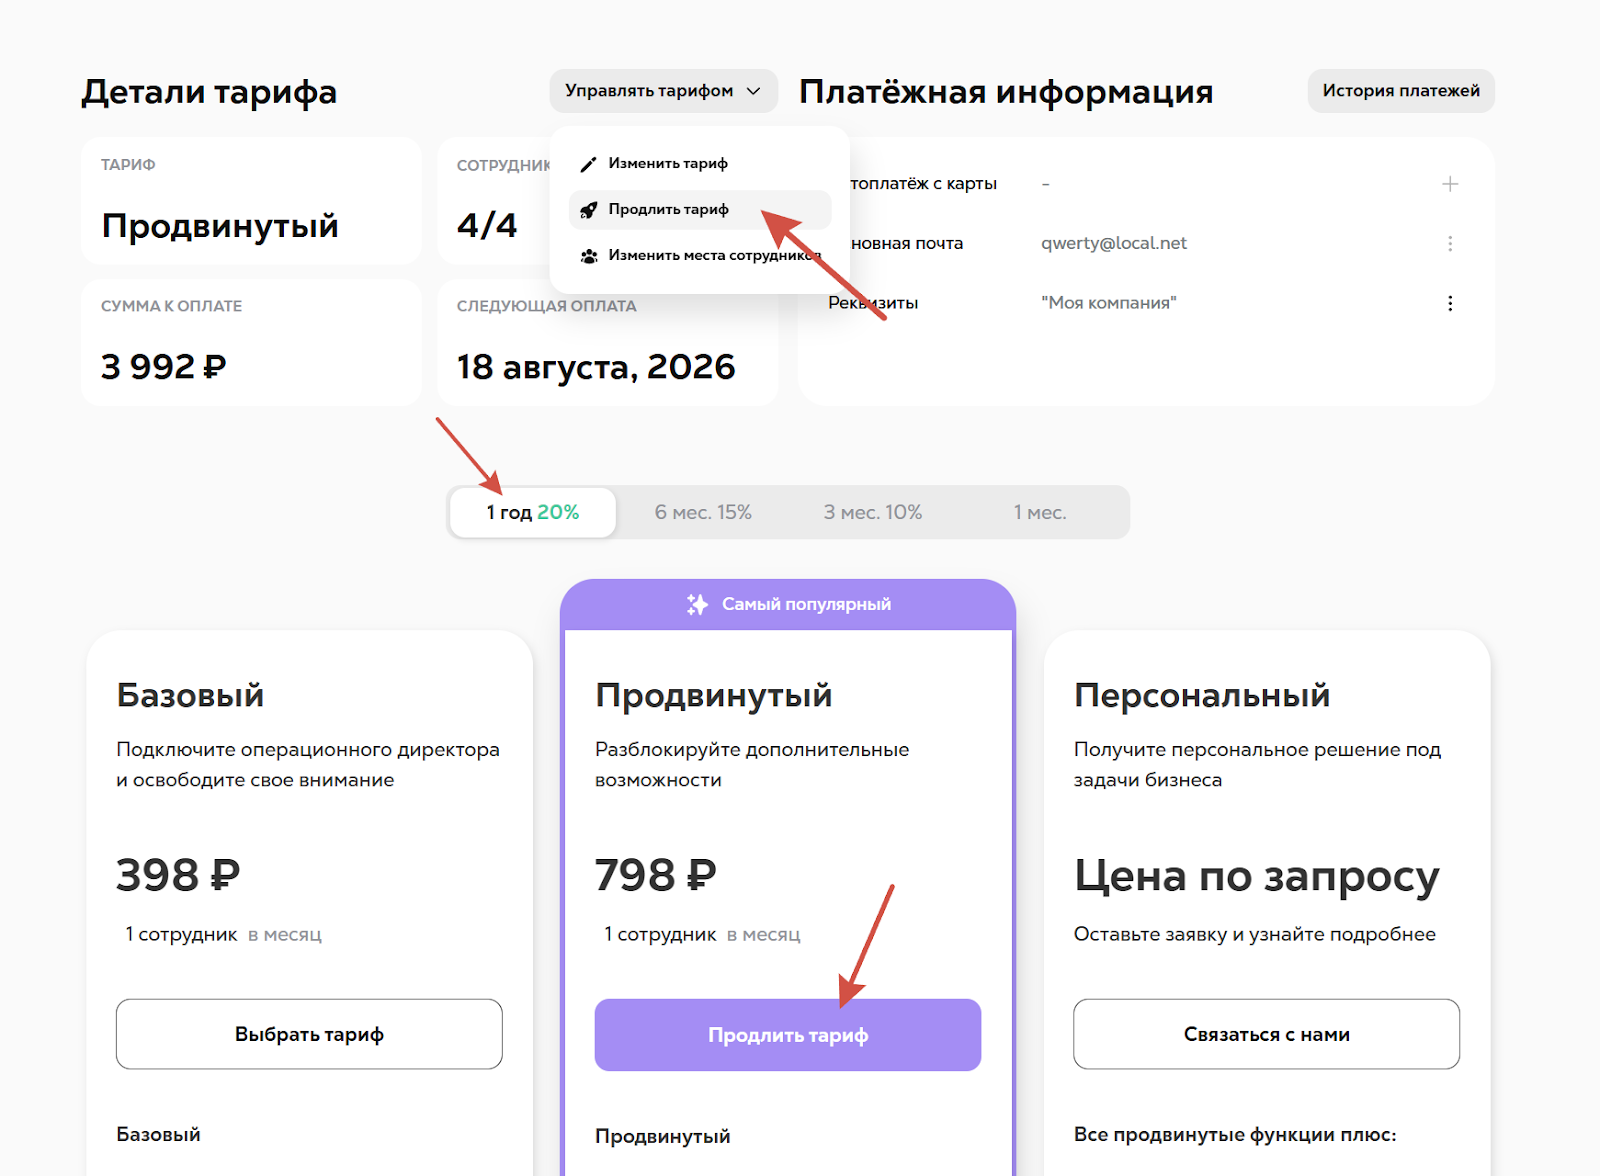 Детали тарифа
Управлять тарифом
Платёжная информация
История платежей
ТАРИФ
Продвинутый
СОТРУДНИК
4/4
Изменить тариф
Продлить тариф
Изменить места сотрудников
топлатёж с карты
-
новная почта
qwerty@local.net
Реквизиты
"Моя компания"
СУММА К ОПЛАТЕ
3 992 ₽
СЛЕДУЮЩАЯ ОПЛАТА
18 августа, 2026
1 год 20%
6 мес. 15%
3 мес. 10%
1 мес.
Самый популярный
Базовый
Подключите операционного директора
и освободите свое внимание
398 ₽
1 сотрудник в месяц
Выбрать тариф
Базовый
Продвинутый
Разблокируйте дополнительные
возможности
798 ₽
1 сотрудник в месяц
Продлить тариф
Продвинутый
Персональный
Получите персональное решение под
задачи бизнеса
Цена по запросу
Оставьте заявку и узнайте подробнее
Связаться с нами
Все продвинутые функции плюс: